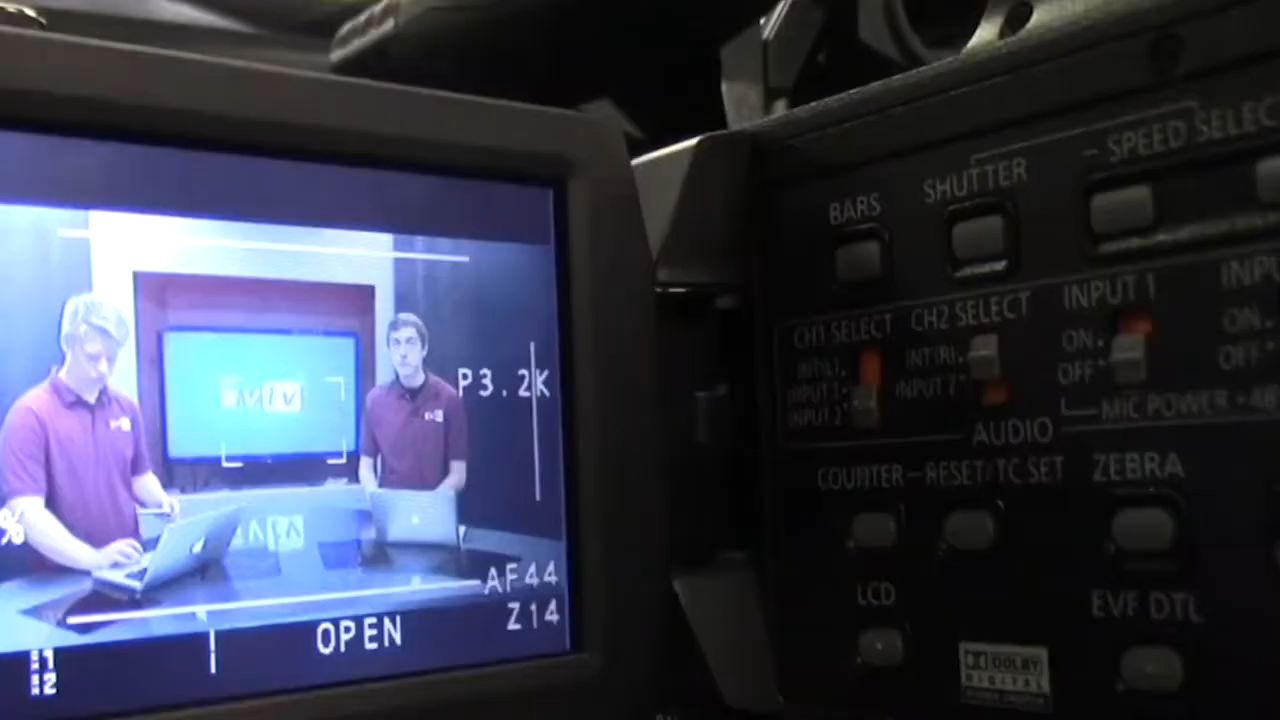 BARS
SHUTTER
- SPEED SELEC
CH1 SELECT
CH2 SELECT
INPUT 1
INPU
INT(L)
INPUT 1
INPUT 2
INT(R)
INPUT 2
ON
OFF
ON
OFF
MIC POWER +48
AUDIO
COUNTER-RESET/TC SET
ZEBRA
LCD
EVF DTL
DOLBY
DIGITAL
P3.2K
%
AF44
Z14
OPEN
1
2